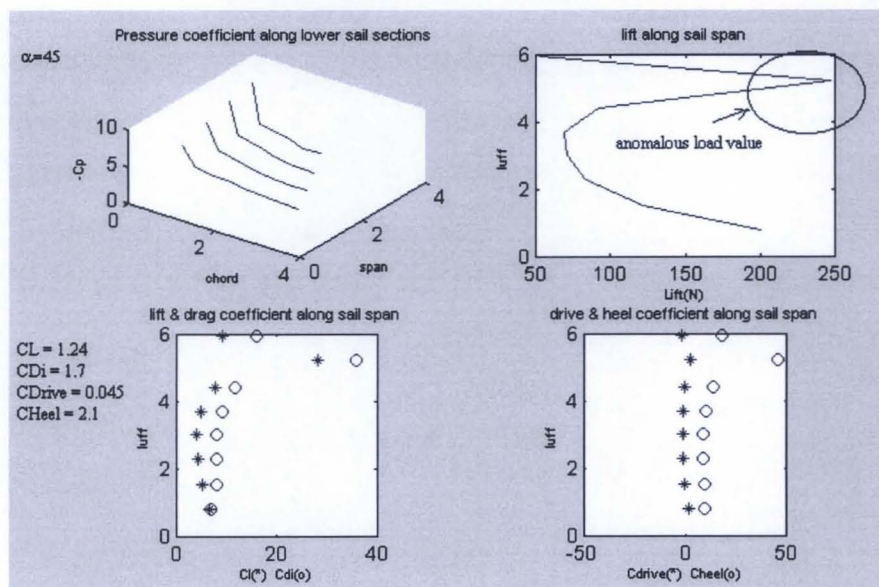 Pressure coefficient along lower sail sections
α=45
10
5
0
-Cp
0
2
4
chord
0
2
4
span
lift along sail span
6
4
2
0
luff
anomalous load value
50
100
150
200
250
Lift(N)
lift & drag coefficient along sail span
CL = 1.24
CDi = 1.7
CDrive = 0.045
CHeel = 2.1
6
4
2
0
luff
0
20
40
Cl(*) Cdi(o)
drive & heel coefficient along sail span
6
4
2
0
luff
-50
0
50
Cdrive(*) Cheel(o)